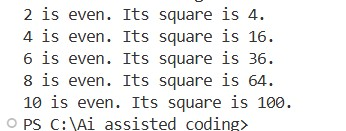 2 is even. Its square is 4.
4 is even. Its square is 16.
6 is even. Its square is 36.
8 is even. Its square is 64.
10 is even. Its square is 100.
PS C:\Ai assisted coding>